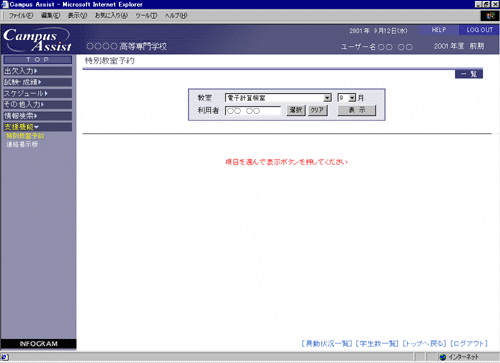 Campus Assist - Microsoft Internet Explorer
ファイル(F) 編集(E) 表示(V) お気に入り(A) ツール(T) ヘルプ(H)
Campus Assist
2001年 9月12日(水) HELP LOG OUT
○○○○高等専門学校 ユーザー名○○ ○○ 2001年度 前期
TOP
出欠入力
試験・成績
スケジュール
その他入力
情報検索
支援機能
特別教室予約
連絡掲示板
特別教室予約
一覧
教室 電子計算機室 9 月
利用者 ○○ ○○ 選択 クリア 表示
項目を選んで表示ボタンを押してください
INFOGRAM
[異動状況一覧] [学生数一覧] [トップへ戻る] [ログアウト]
インターネット